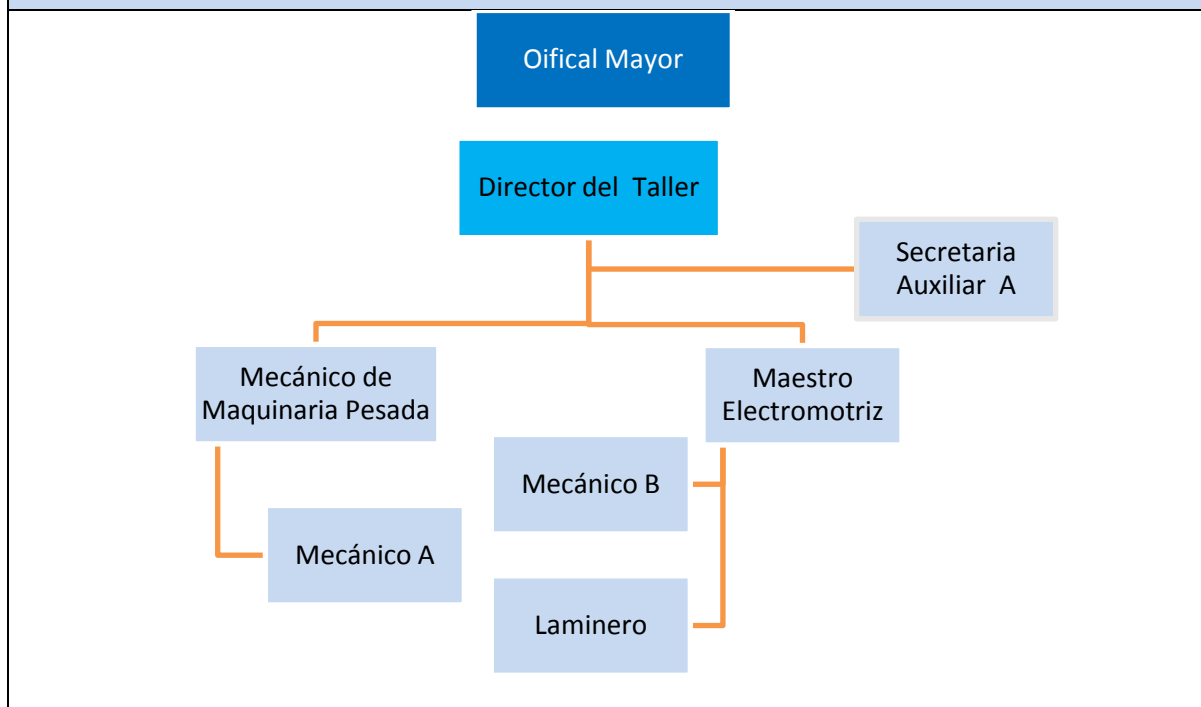 Oifical Mayor
Director del Taller
Secretaria
Auxiliar A
Mecánico de
Maquinaria Pesada
Maestro
Electromotriz
Mecánico B
Mecánico A
Laminero